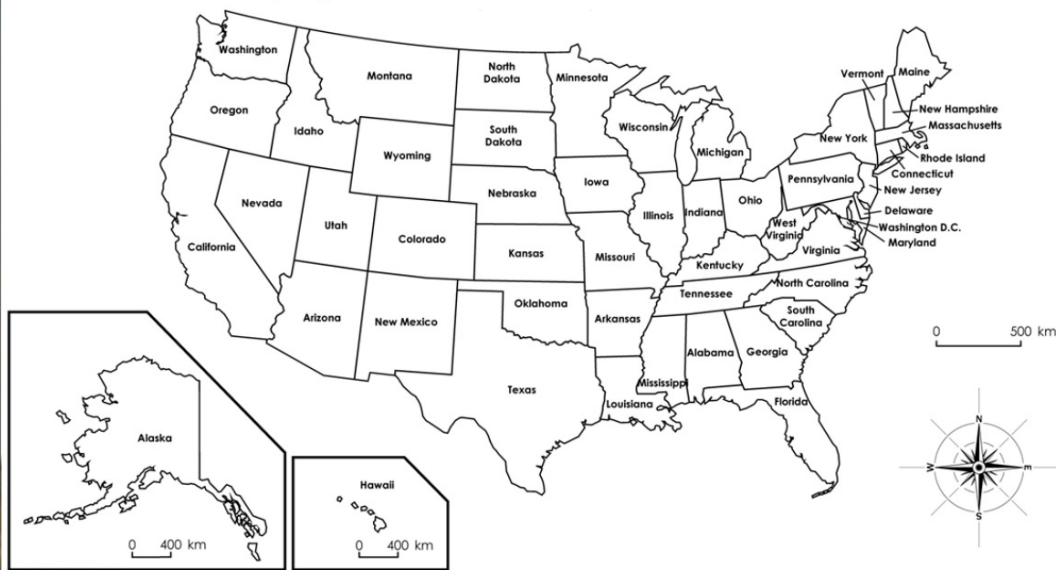 Washington
Montana
North
Dakota
Minnesota
Vermont
Maine
Oregon
Idaho
South
Dakota
Wisconsin
Michigan
New York
New Hampshire
Massachusetts
Rhode Island
Connecticut
Wyoming
Nebraska
Iowa
Pennsylvania
New Jersey
Nevada
Utah
Colorado
Kansas
Illinois
Indiana
Ohio
West
Virginia
Virginia
Delaware
Washington D.C.
Maryland
California
Missouri
Kentucky
North Carolina
Arizona
New Mexico
Oklahoma
Arkansas
Tennessee
South
Carolina
0 500 km
Texas
Louisiana
Mississippi
Alabama
Georgia
Florida
Alaska
0 400 km
Hawaii
0 400 km
N
W
E
S